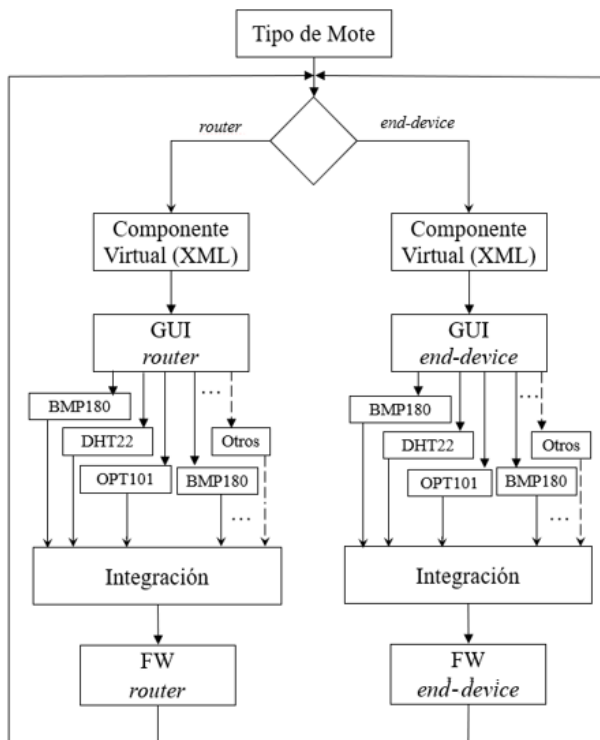 Tipo de Mote
router
end-device
Componente
Virtual (XML)
GUI
router
...
BMP180
DHT22
Otros
OPT101
BMP180
...
Integración
FW
router
Componente
Virtual (XML)
GUI
end-device
...
BMP180
DHT22
Otros
OPT101
BMP180
...
Integración
FW
end-device